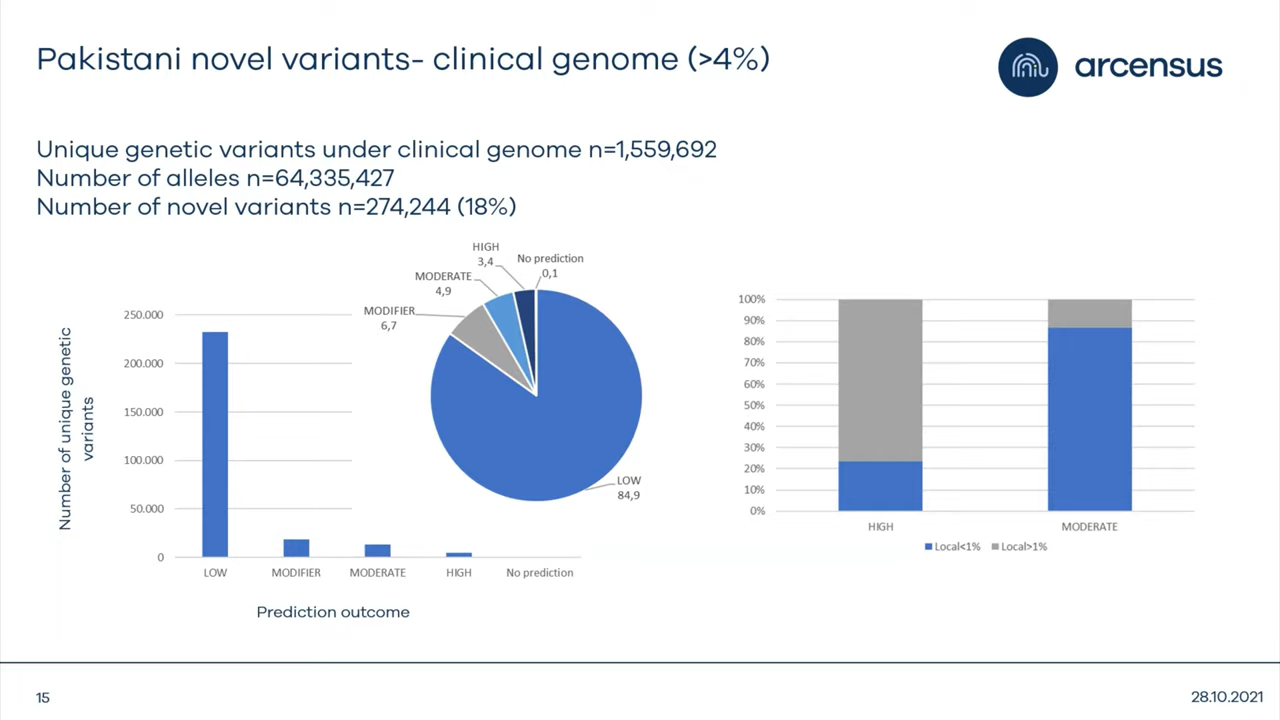 Pakistani novel variants- clinical genome (>4%)
arcensus
Unique genetic variants under clinical genome n=1,559,692
Number of alleles n=64,335,427
Number of novel variants n=274,244 (18%)
Number of unique genetic
variants
250.000
200.000
150.000
100.000
50.000
0
LOW
MODIFIER
MODERATE
HIGH
No prediction
Prediction outcome
HIGH
3,4
No prediction
0,1
MODERATE
4,9
MODIFIER
6,7
LOW
84,9
100%
90%
80%
70%
60%
50%
40%
30%
20%
10%
0%
HIGH
MODERATE
Local<1%
Local>1%
15
28.10.2021